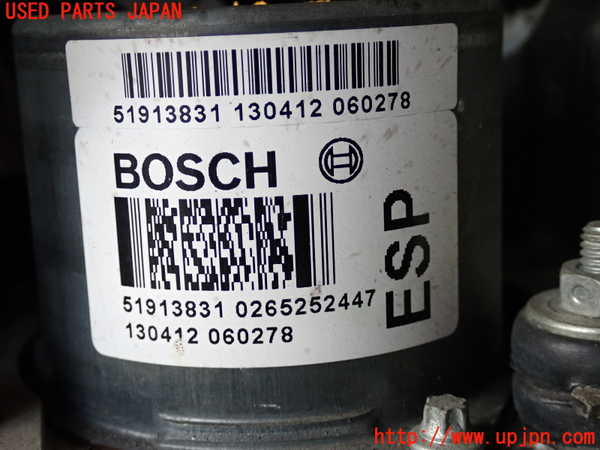 USED PARTS JAPAN
51913831 130412 060278
BOSCH
ESP
51913831 0265252447
130412 060278
http://www.upjpn.com/